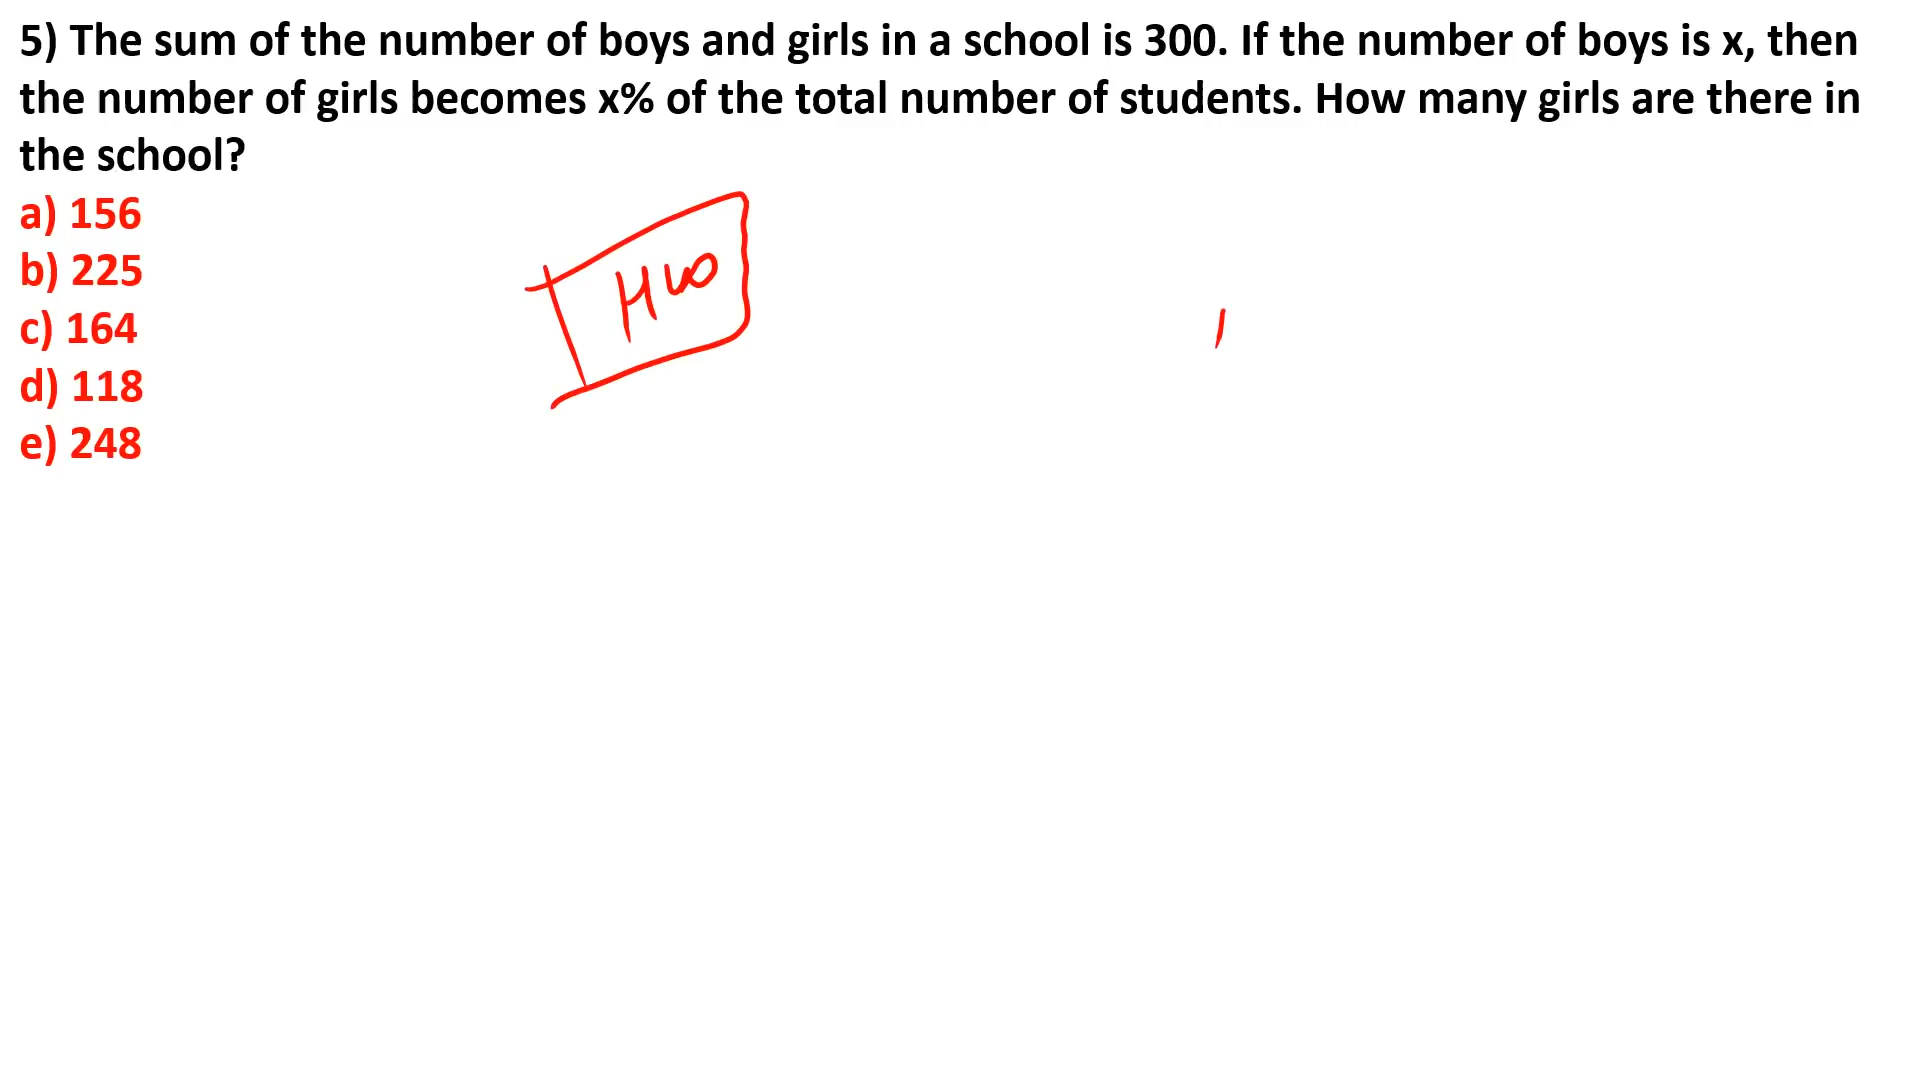 5) The sum of the number of boys and girls in a school is 300. If the number of boys is x, then
the number of girls becomes x% of the total number of students. How many girls are there in
the school?
a) 156
b) 225
c) 164
d) 118
e) 248